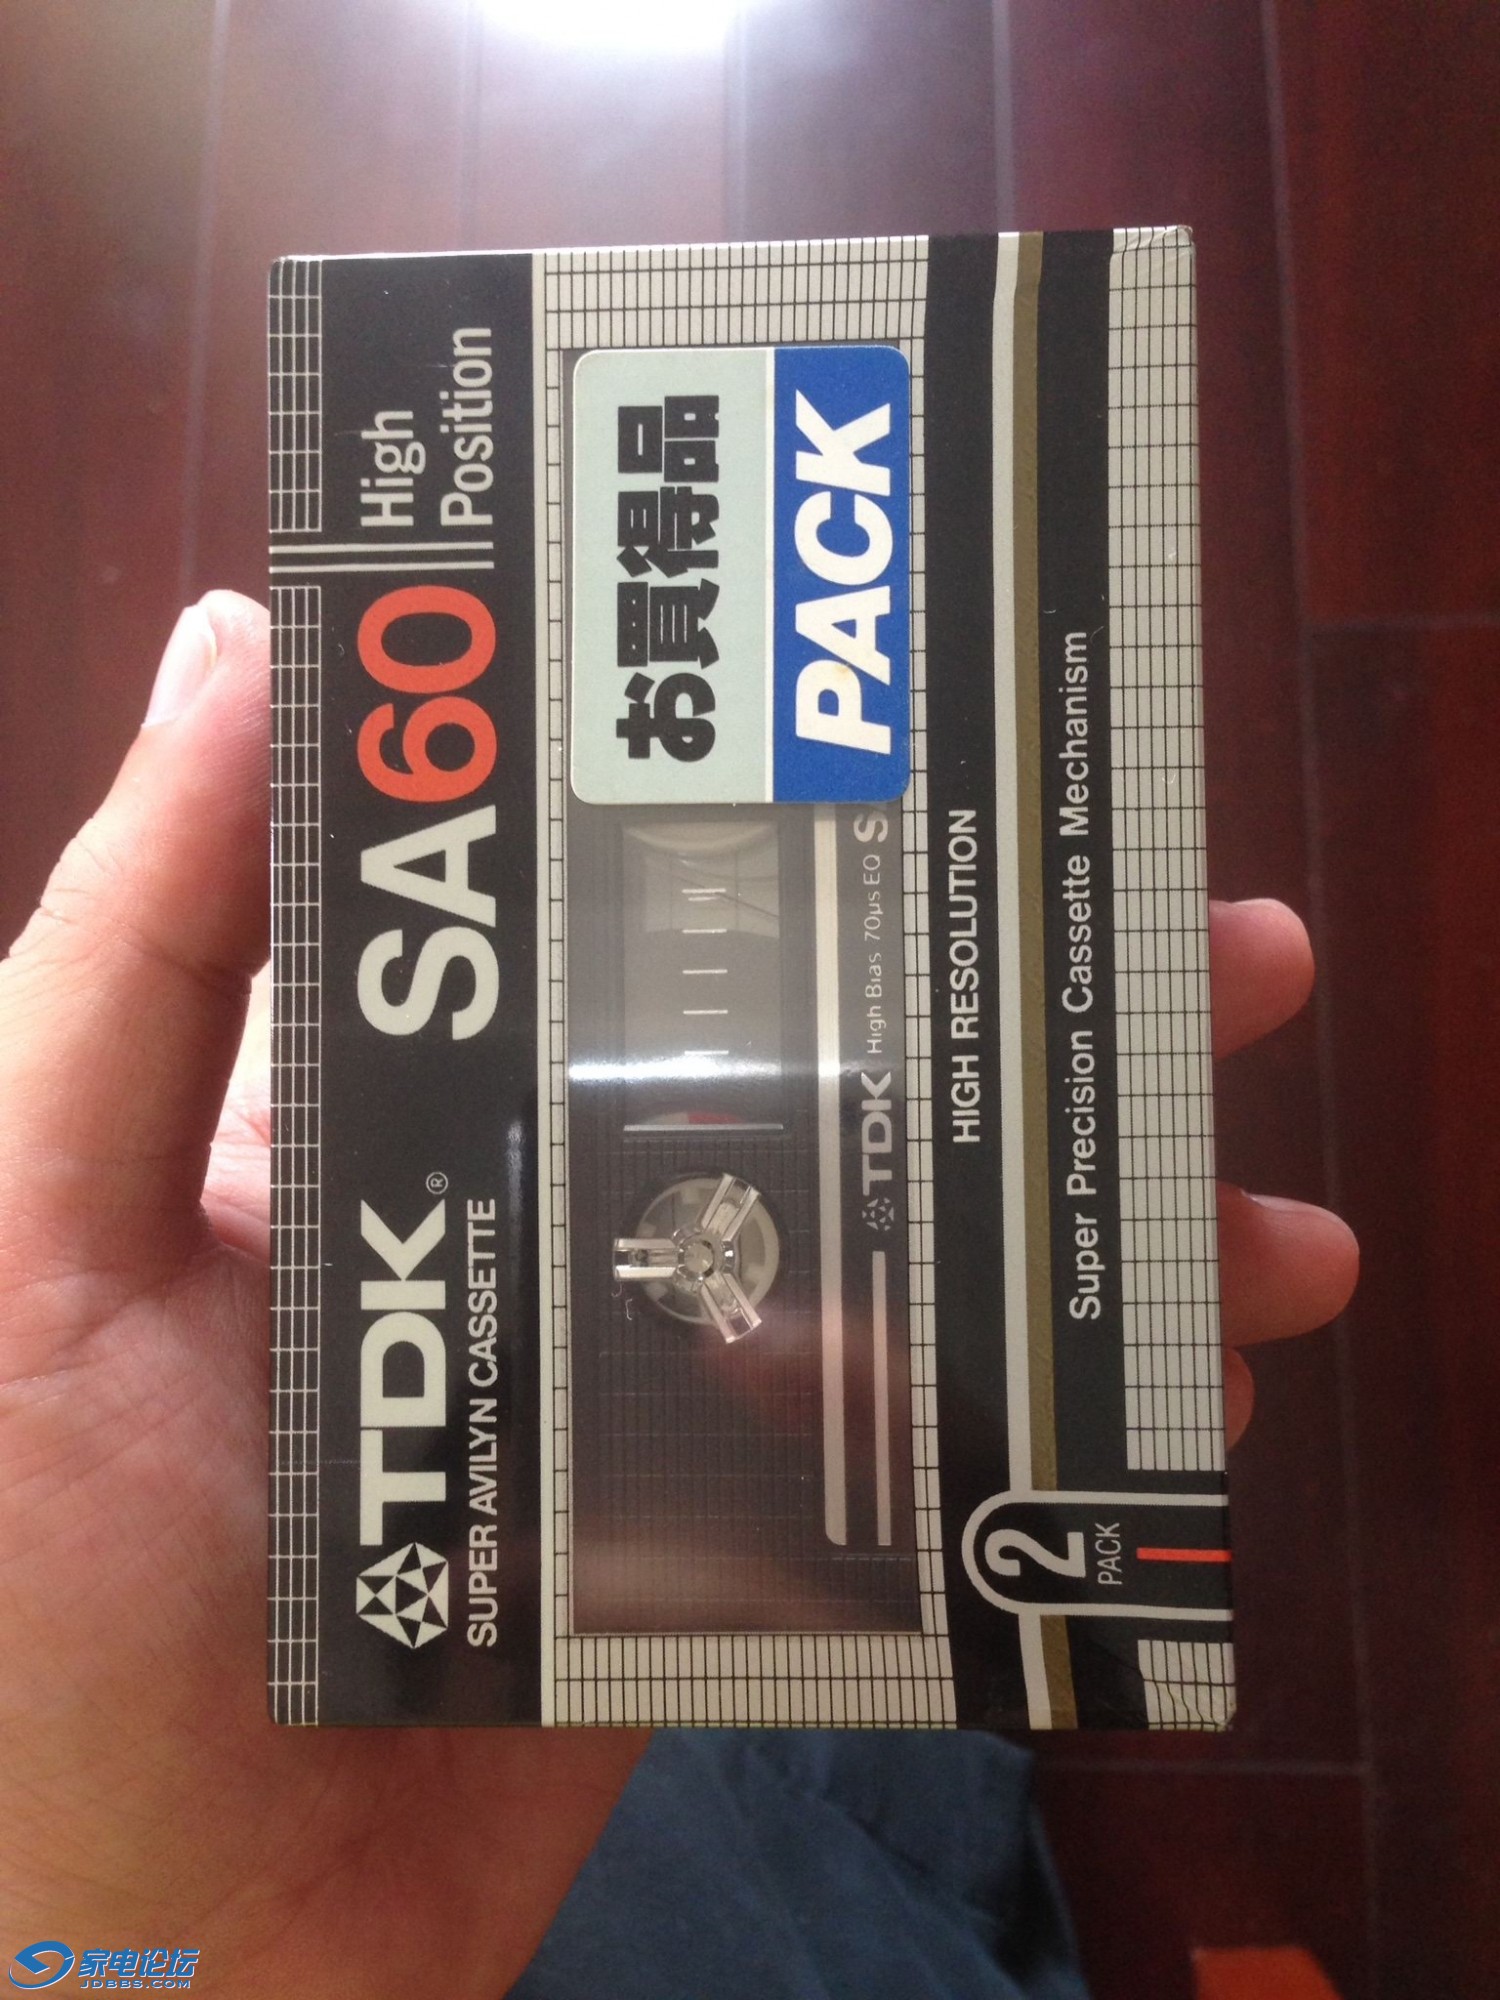 TDK® SA60 High
Position
SUPER AVILYN CASSETTE
お買得品
PACK
TDK High Bias 70μs EQ S
HIGH RESOLUTION
2
PACK
Super Precision Cassette Mechanism
家电论坛
JDBBS.COM